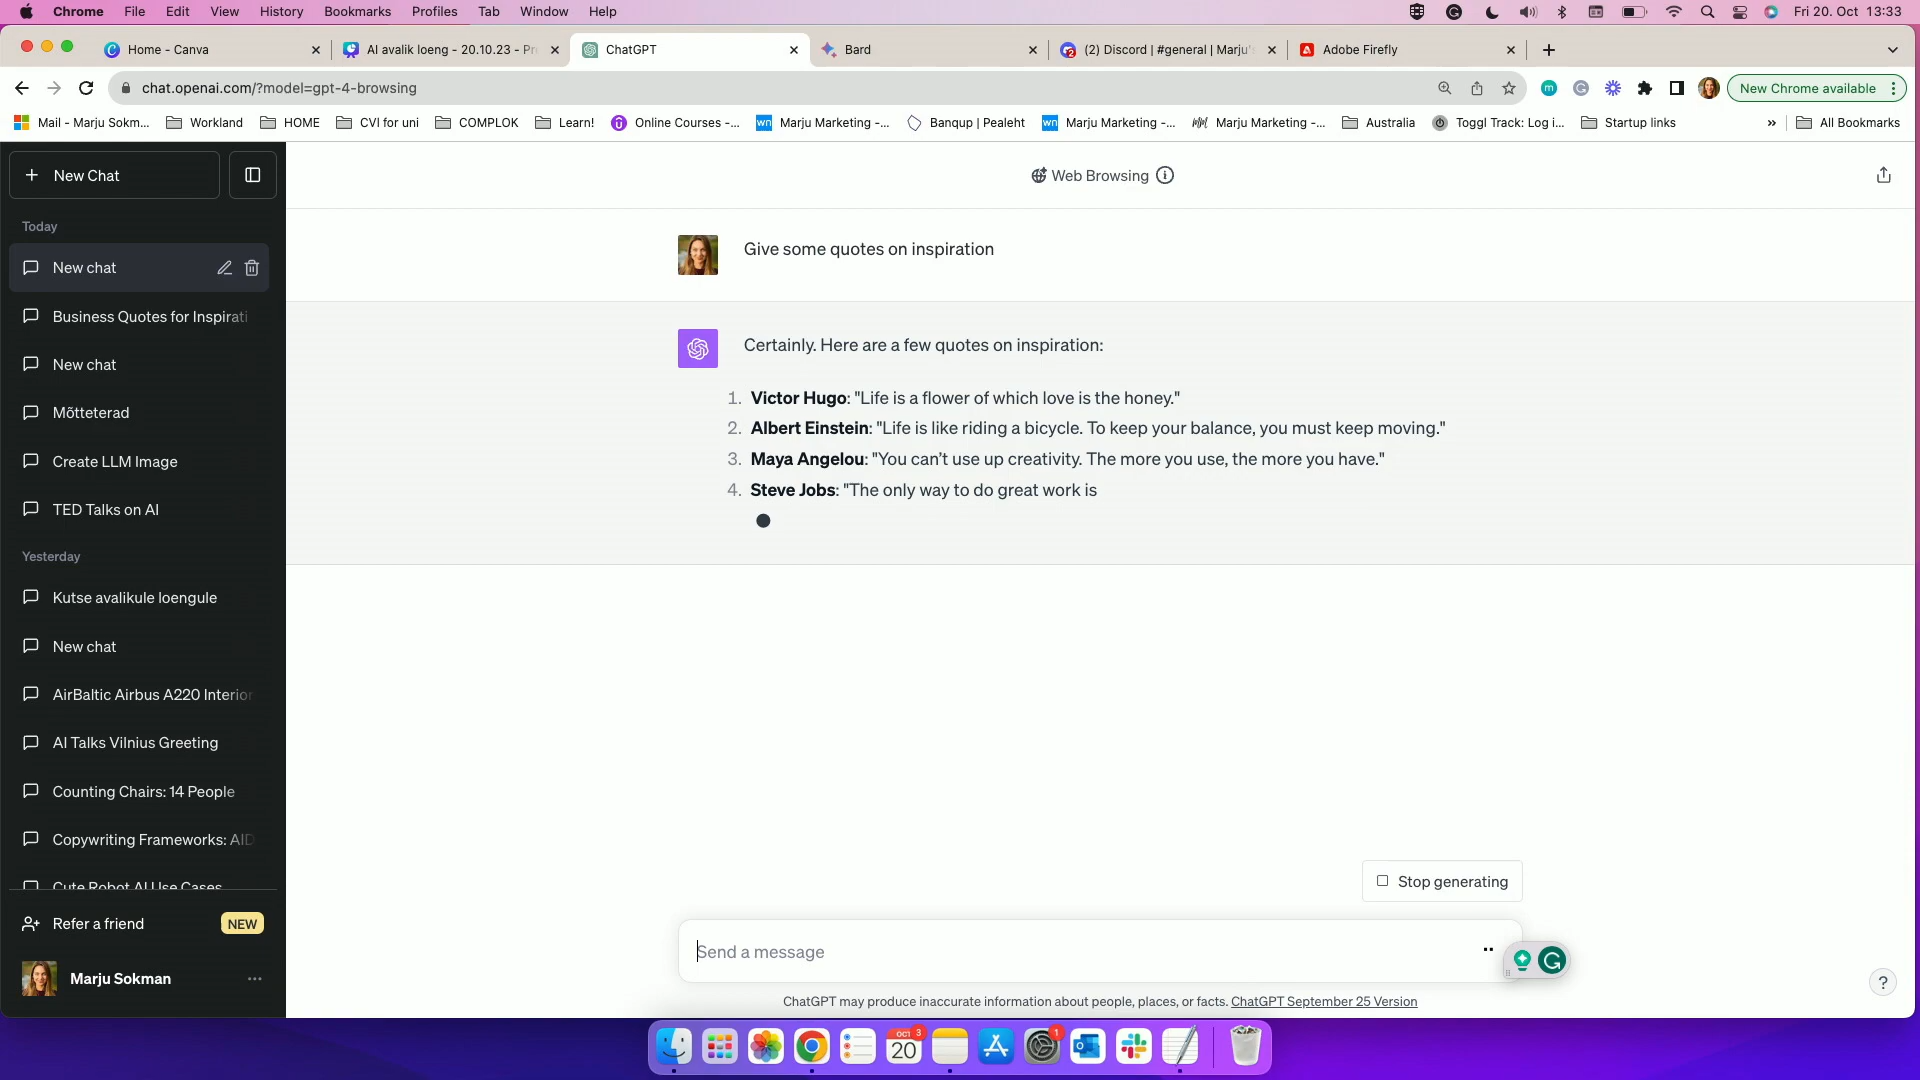 Chrome File Edit View History Bookmarks Profiles Tab Window Help Fri 20. Oct 13:33
Home - Canva AI avalik loeng - 20.10.23 - Pr ChatGPT Bard (2) Discord | #general | Marju' Adobe Firefly
chat.openai.com/?model=gpt-4-browsing New Chrome available
Mail - Marju Sokm... Workland HOME CVI for uni COMPLOK Learn! Online Courses -... Marju Marketing -... Banqup | Pealeht Marju Marketing -... Marju Marketing -... Australia Toggl Track: Log i... Startup links » All Bookmarks
New Chat
Today
New chat
Business Quotes for Inspirati
New chat
Mõtteterad
Create LLM Image
TED Talks on AI
Yesterday
Kutse avalikule loengule
New chat
AirBaltic Airbus A220 Interior
AI Talks Vilnius Greeting
Counting Chairs: 14 People
Copywriting Frameworks: AID
Cute Robot AI Use Cases
Refer a friend NEW
Marju Sokman
Web Browsing
Give some quotes on inspiration
Certainly. Here are a few quotes on inspiration:
1. Victor Hugo: "Life is a flower of which love is the honey."
2. Albert Einstein: "Life is like riding a bicycle. To keep your balance, you must keep moving."
3. Maya Angelou: "You can't use up creativity. The more you use, the more you have."
4. Steve Jobs: "The only way to do great work is
Stop generating
Send a message
ChatGPT may produce inaccurate information about people, places, or facts. ChatGPT September 25 Version
?
OCT 3
20
1